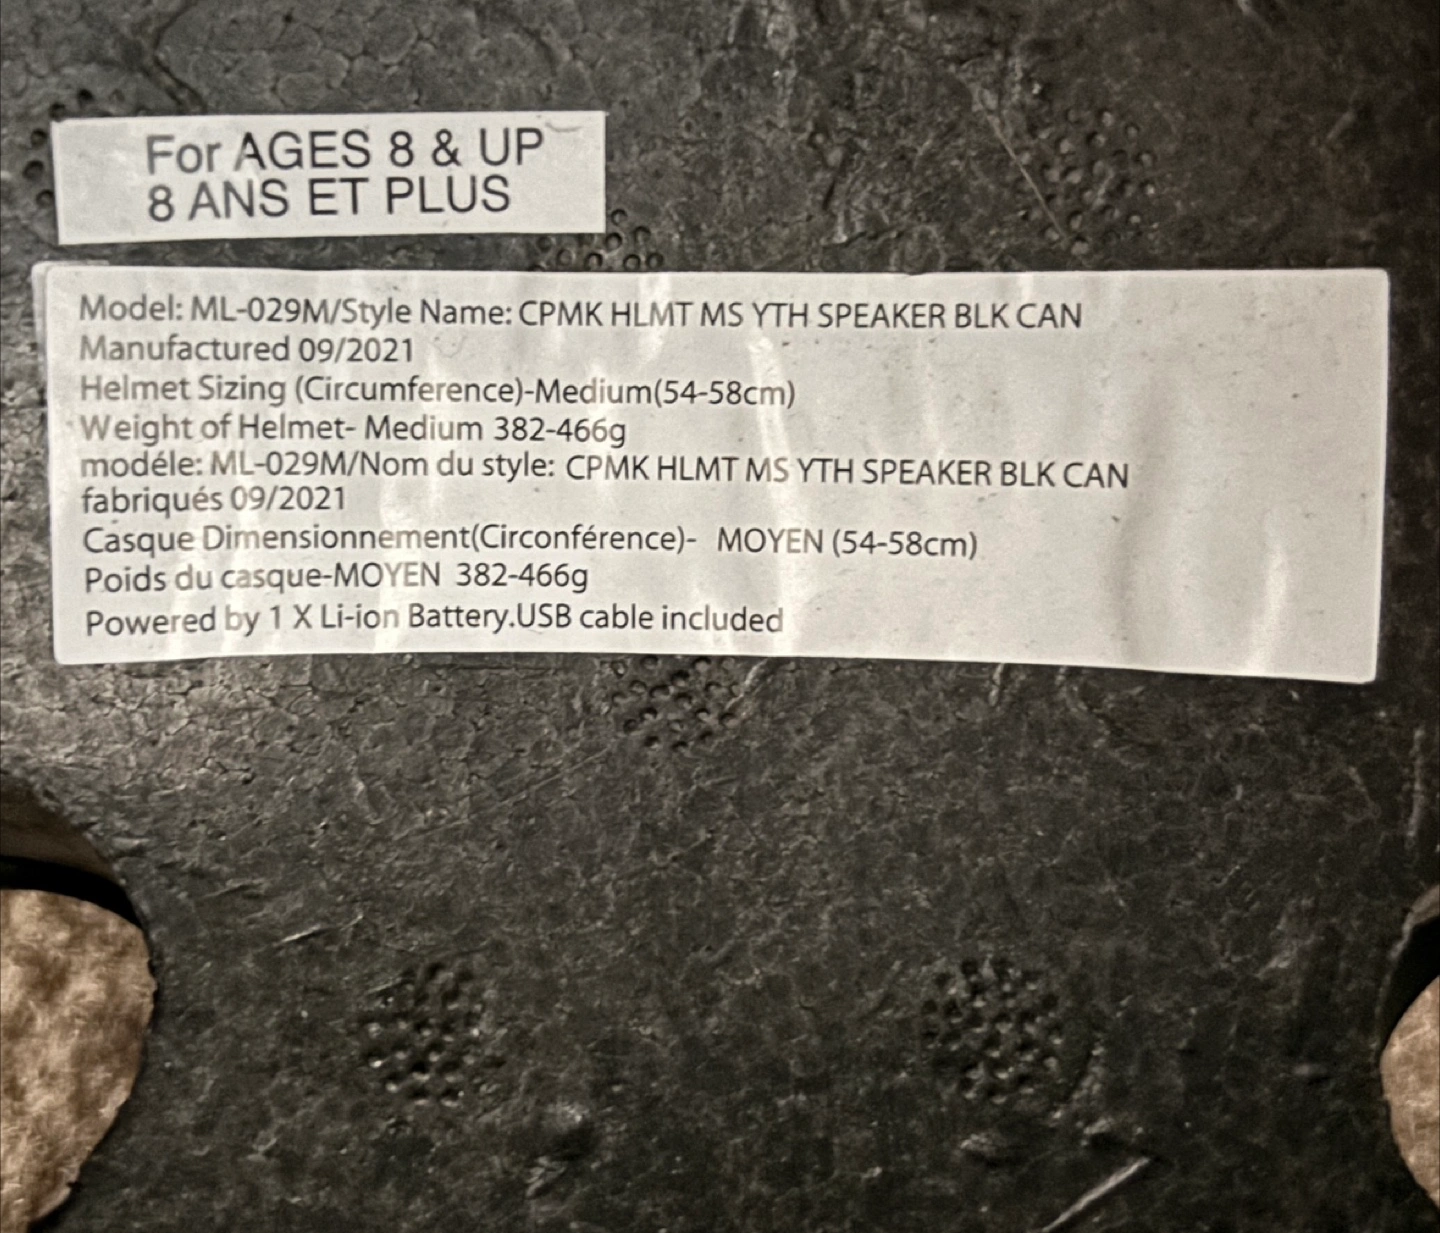 For AGES 8 & UP
8 ANS ET PLUS
Model: ML-029M/Style Name: CPMK HLMT MS YTH SPEAKER BLK CAN
Manufactured 09/2021
Helmet Sizing (Circumference)-Medium(54-58cm)
Weight of Helmet- Medium 382-466g
modéle: ML-029M/Nom du style: CPMK HLMT MS YTH SPEAKER BLK CAN
fabriqués 09/2021
Casque Dimensionnement(Circonférence)- MOYEN (54-58cm)
Poids du casque-MOYEN 382-466g
Powered by 1 X Li-ion Battery.USB cable included